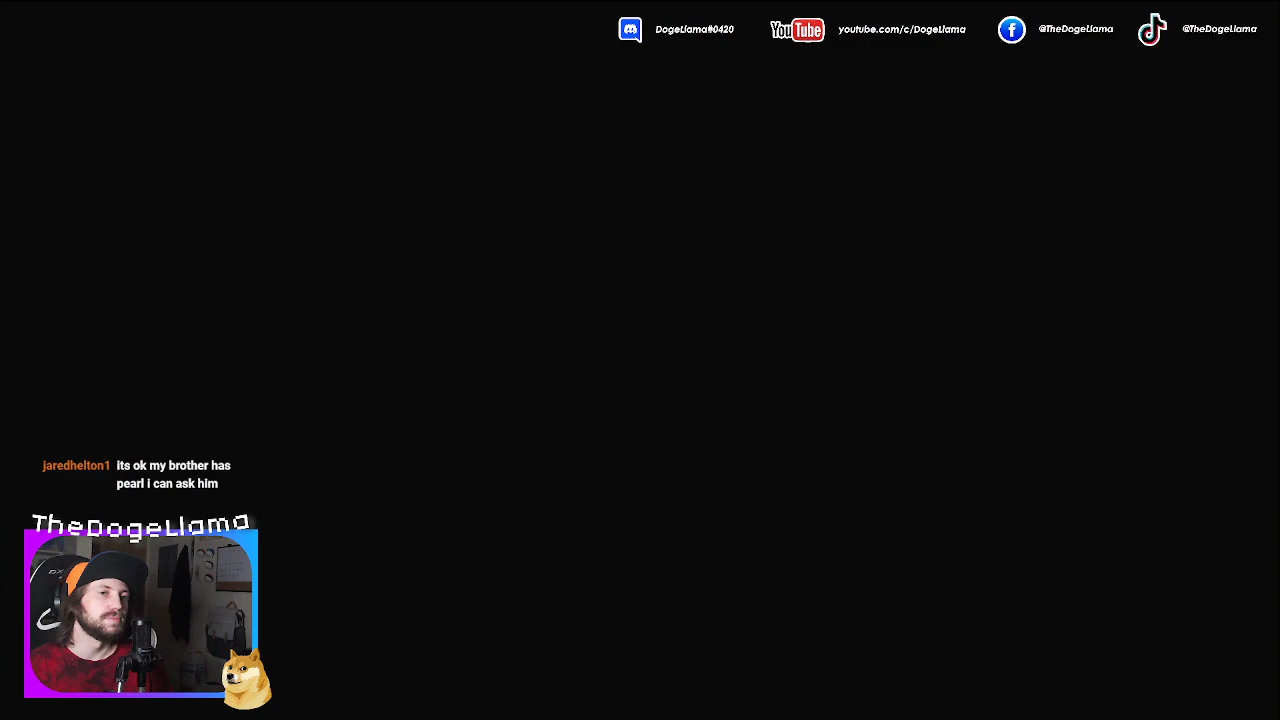 DogeLlama#0420
YouTube
youtube.com/c/DogeLlama
@TheDogeLlama
@TheDogeLlama
jaredhelton1 its ok my brother has
pearl i can ask him
TheDogeLlama